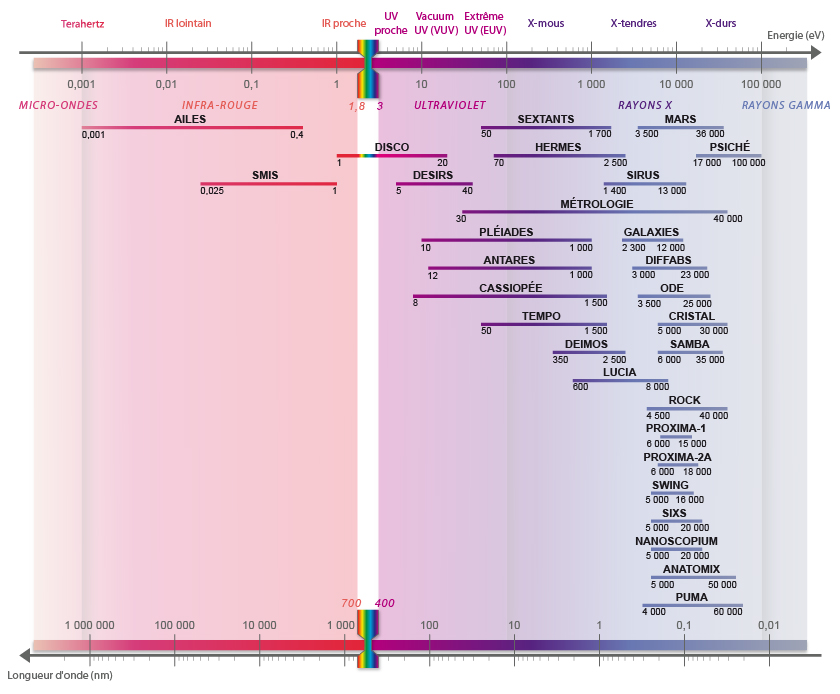 Terahertz IR lointain IR proche UV proche Vacuum UV (VUV) Extrême UV (EUV) X-mous X-tendres X-durs
Energie (eV)
0,001 0,01 0,1 1 10 100 1 000 10 000 100 000
MICRO-ONDES INFRA-ROUGE 1,8 3 ULTRAVIOLET RAYONS X RAYONS GAMMA
AILES SEXTANTS MARS
0,001 0,4 50 1 700 3 500 36 000
DISCO HERMES PSICHÉ
1 20 70 2 500 17 000 100 000
SMIS DESIRS SIRUS
0,025 1 5 40 1 400 13 000
MÉTROLOGIE
30 40 000
PLÉIADES GALAXIES
10 1 000 2 300 12 000
ANTARES DIFFABS
12 1 000 3 000 23 000
CASSIOPÉE ODE
8 1 500 3 500 25 000
TEMPO CRISTAL
50 1 500 5 000 30 000
DEIMOS SAMBA
350 2 500 6 000 35 000
LUCIA
600 8 000
ROCK
4 500 40 000
PROXIMA-1
6 000 15 000
PROXIMA-2A
6 000 18 000
SWING
5 000 16 000
SIXS
5 000 20 000
NANOSCOPIUM
5 000 20 000
ANATOMIX
5 000 50 000
PUMA
4 000 60 000
700 400
1 000 000 100 000 10 000 1 000 100 10 1 0,1 0,01
Longueur d'onde (nm)